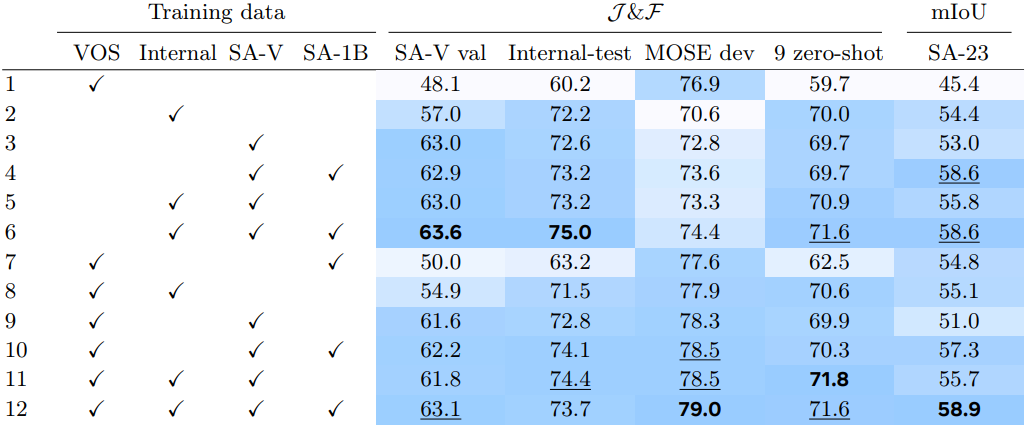 Training data J&F mIoU
VOS Internal SA-V SA-1B SA-V val Internal-test MOSE dev 9 zero-shot SA-23
1 ✓ 48.1 60.2 76.9 59.7 45.4
2 ✓ 57.0 72.2 70.6 70.0 54.4
3 ✓ 63.0 72.6 72.8 69.7 53.0
4 ✓ ✓ 62.9 73.2 73.6 69.7 58.6
5 ✓ ✓ 63.0 73.2 73.3 70.9 55.8
6 ✓ ✓ ✓ 63.6 75.0 74.4 71.6 58.6
7 ✓ ✓ 50.0 63.2 77.6 62.5 54.8
8 ✓ ✓ 54.9 71.5 77.9 70.6 55.1
9 ✓ ✓ 61.6 72.8 78.3 69.9 51.0
10 ✓ ✓ ✓ 62.2 74.1 78.5 70.3 57.3
11 ✓ ✓ ✓ 61.8 74.4 78.5 71.8 55.7
12 ✓ ✓ ✓ ✓ 63.1 73.7 79.0 71.6 58.9